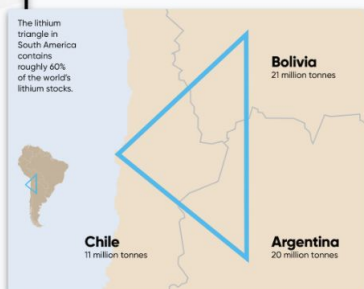 The lithium
triangle in
South America
contains
roughly 60%
of the world's
lithium stocks.
Bolivia
21 million tonnes
Chile
11 million tonnes
Argentina
20 million tonnes